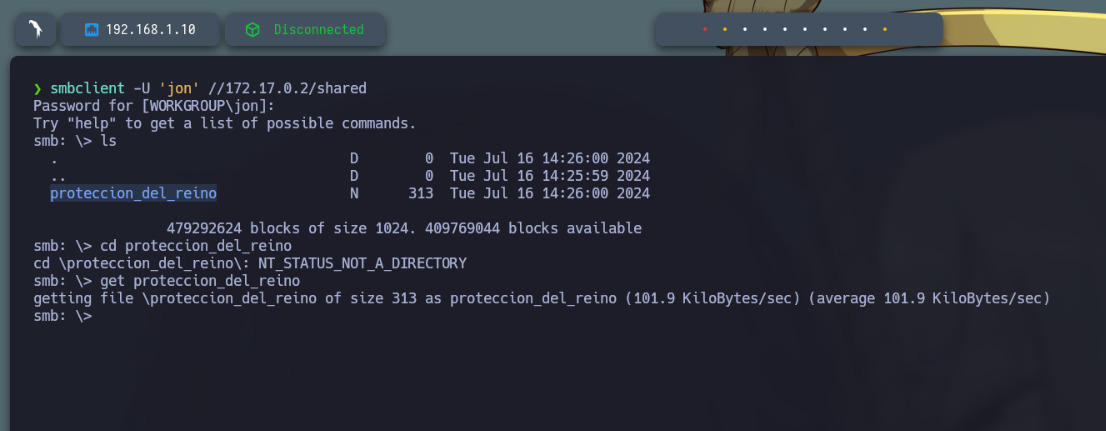 192.168.1.10 Disconnected
❯ smbclient -U 'jon' //172.17.0.2/shared
Password for [WORKGROUP\jon]:
Try "help" to get a list of possible commands.
smb: \> ls
. D 0 Tue Jul 16 14:26:00 2024
.. D 0 Tue Jul 16 14:25:59 2024
proteccion_del_reino N 313 Tue Jul 16 14:26:00 2024
479292624 blocks of size 1024. 409769044 blocks available
smb: \> cd proteccion_del_reino
cd \proteccion_del_reino\: NT_STATUS_NOT_A_DIRECTORY
smb: \> get proteccion_del_reino
getting file \proteccion_del_reino of size 313 as proteccion_del_reino (101.9 KiloBytes/sec) (average 101.9 KiloBytes/sec)
smb: \>